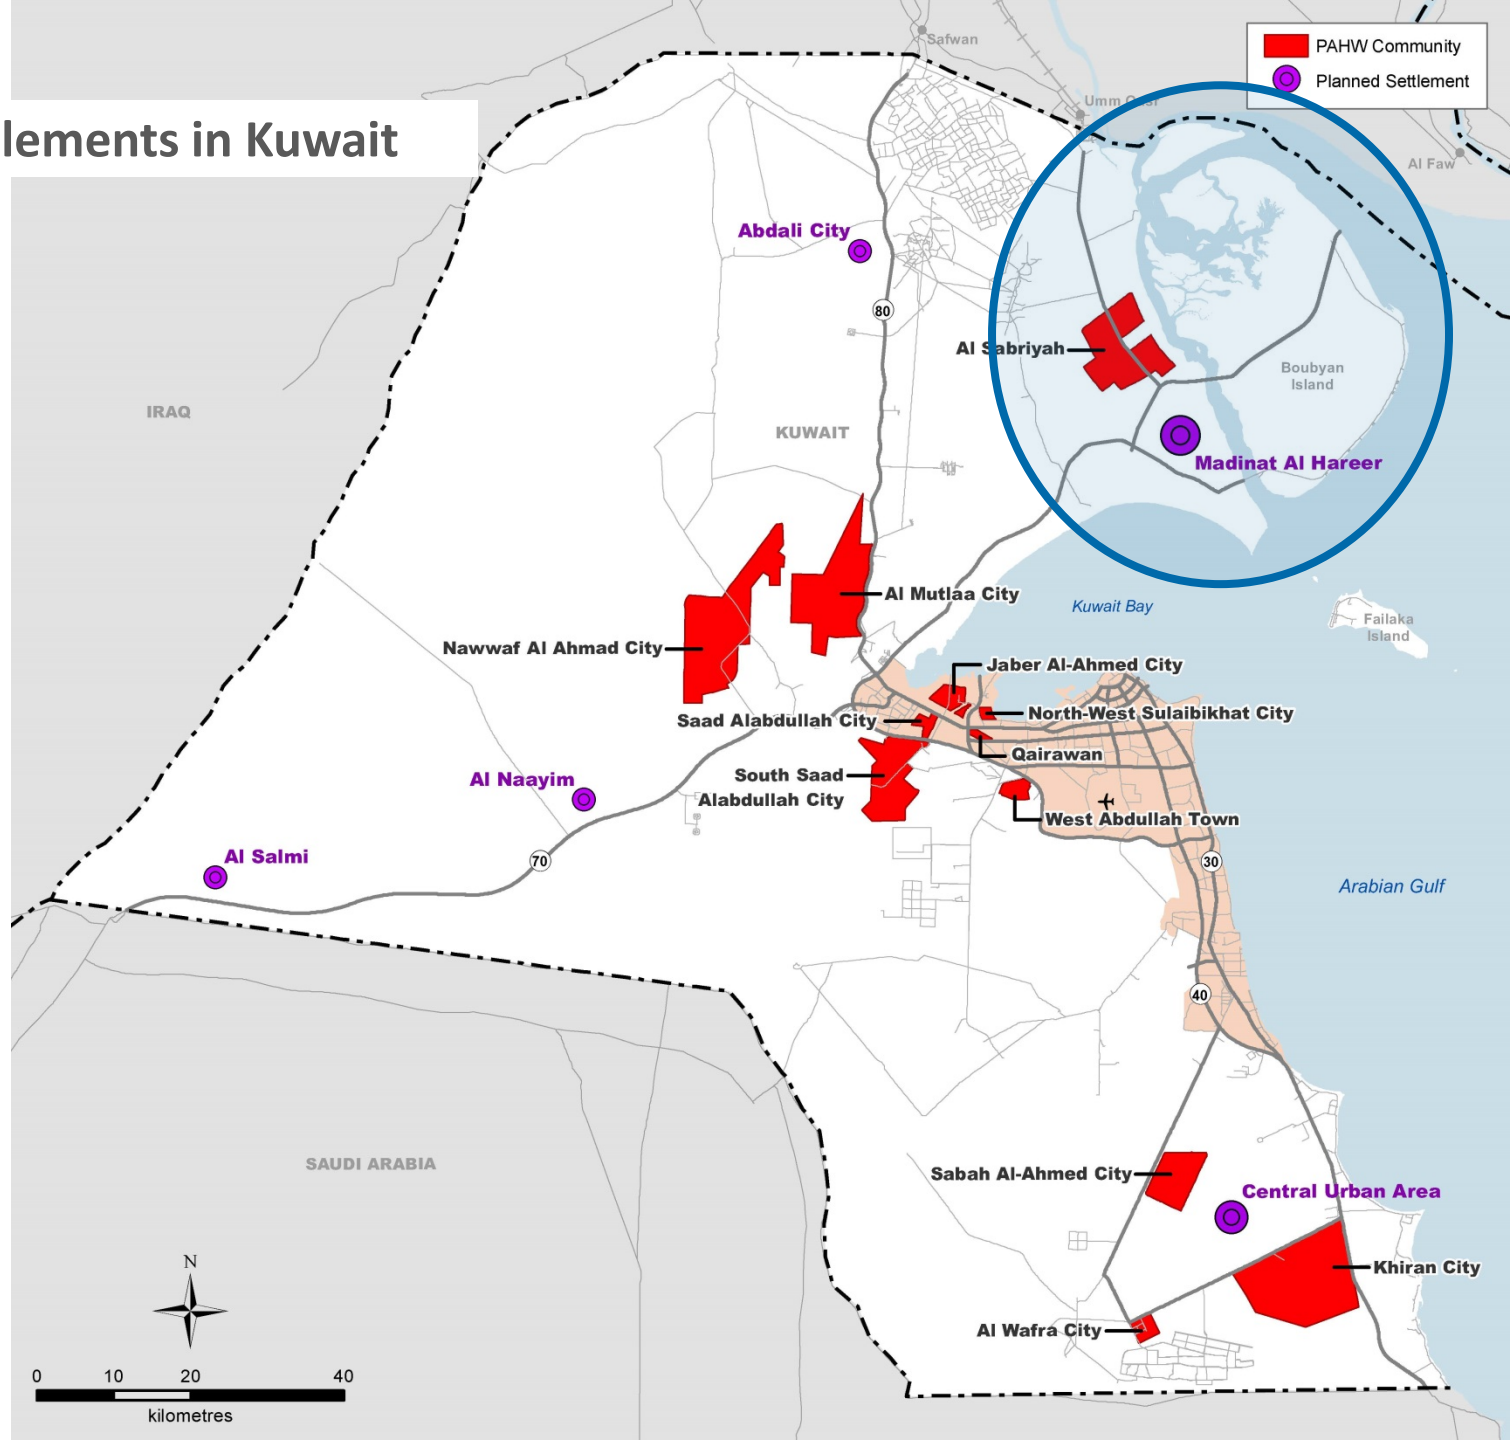 lements in Kuwait
PAHW Community
Planned Settlement
Safwan
Umm Qasr
Al Faw
Abdali City
80
Al Sabriyah
Boubyan
Island
IRAQ
KUWAIT
Madinat Al Hareer
Al Mutlaa City
Kuwait Bay
Failaka
Island
Nawwaf Al Ahmad City
Jaber Al-Ahmed City
North-West Sulaibikhat City
Saad Alabdullah City
Qairawan
South Saad
Alabdullah City
Al Naayim
West Abdullah Town
Al Salmi
70
30
Arabian Gulf
40
SAUDI ARABIA
Sabah Al-Ahmed City
Central Urban Area
Khiran City
Al Wafra City
N
0 10 20 40
kilometres